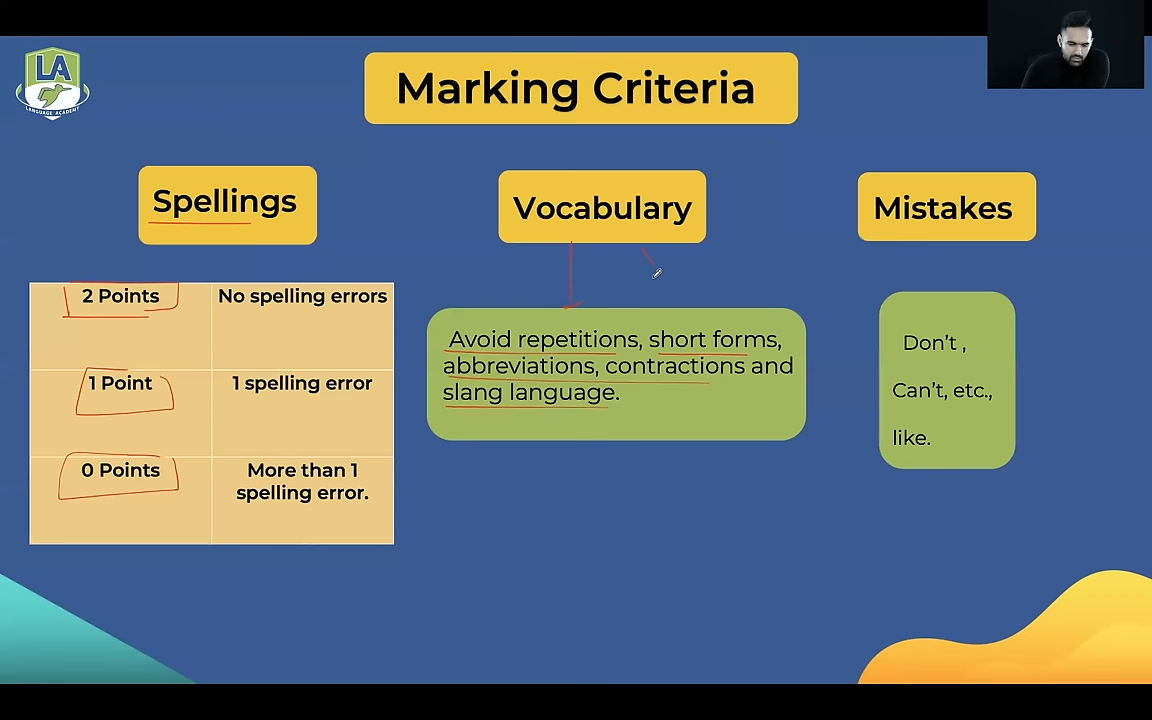 LA
LANGUAGE ACADEMY
Marking Criteria
Spellings
2 Points
No spelling errors
1 Point
1 spelling error
0 Points
More than 1
spelling error.
Vocabulary
Avoid repetitions, short forms,
abbreviations, contractions and
slang language.
Mistakes
Don’t ,
Can’t, etc.,
like.